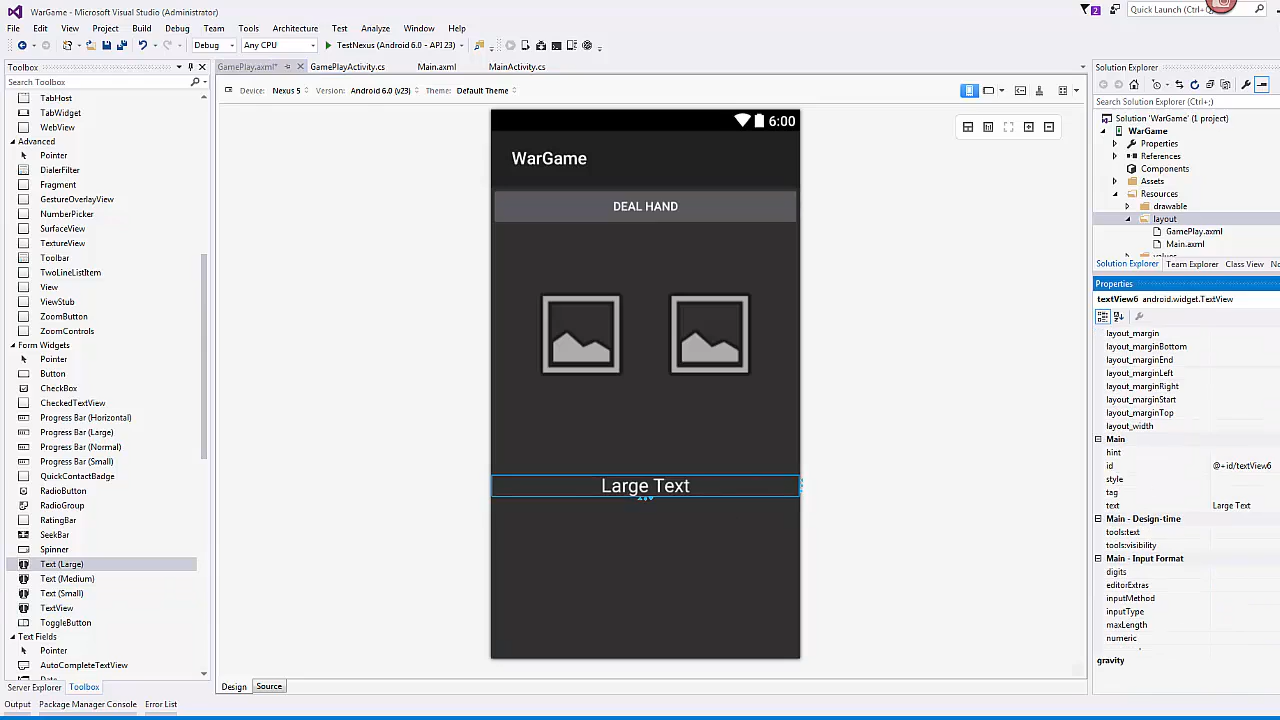 WarGame - Microsoft Visual Studio (Administrator)
2
Quick Launch (Ctrl+Q)
File Edit View Project Build Debug Team Tools Architecture Test Analyze Window Help
Debug Any CPU TestNexus (Android 6.0 - API 23)
Toolbox
GamePlay.axml* GamePlayActivity.cs Main.axml MainActivity.cs
Solution Explorer
Search Toolbox
Device: Nexus 5 Version: Android 6.0 (v23) Theme: Default Theme
TabHost
TabWidget
WebView
Advanced
Pointer
DialerFilter
Fragment
GestureOverlayView
NumberPicker
SurfaceView
TextureView
Toolbar
TwoLineListItem
View
ViewStub
ZoomButton
ZoomControls
Form Widgets
Pointer
Button
CheckBox
CheckedTextView
Progress Bar (Horizontal)
Progress Bar (Large)
Progress Bar (Normal)
Progress Bar (Small)
QuickContactBadge
RadioButton
RadioGroup
RatingBar
SeekBar
Spinner
Text (Large)
Text (Medium)
Text (Small)
TextView
ToggleButton
Text Fields
Pointer
AutoCompleteTextView
Server Explorer Toolbox
6:00
WarGame
DEAL HAND
Large Text
Design Source
Search Solution Explorer (Ctrl+;)
Solution 'WarGame' (1 project)
WarGame
Properties
References
Components
Assets
Resources
drawable
layout
GamePlay.axml
Main.axml
values
Solution Explorer Team Explorer Class View
Properties
textView6 android.widget.TextView
layout_margin
layout_marginBottom
layout_marginEnd
layout_marginLeft
layout_marginRight
layout_marginStart
layout_marginTop
layout_width
Main
hint
id @+id/textView6
style
tag
text Large Text
Main - Design-time
tools:text
tools:visibility
Main - Input Format
digits
editorExtras
inputMethod
inputType
maxLength
numeric
gravity
Output Package Manager Console Error List